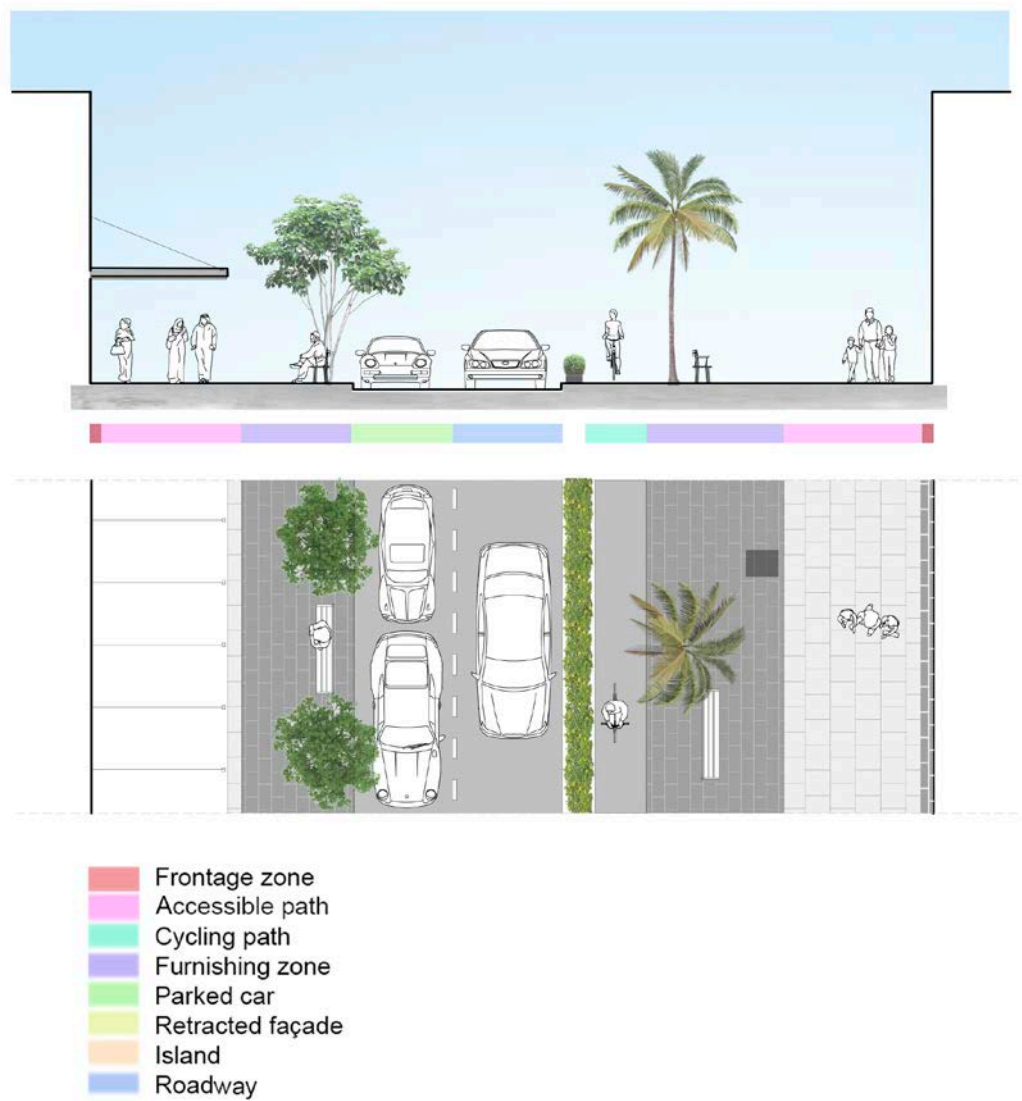 Frontage zone
Accessible path
Cycling path
Furnishing zone
Parked car
Retracted façade
Island
Roadway